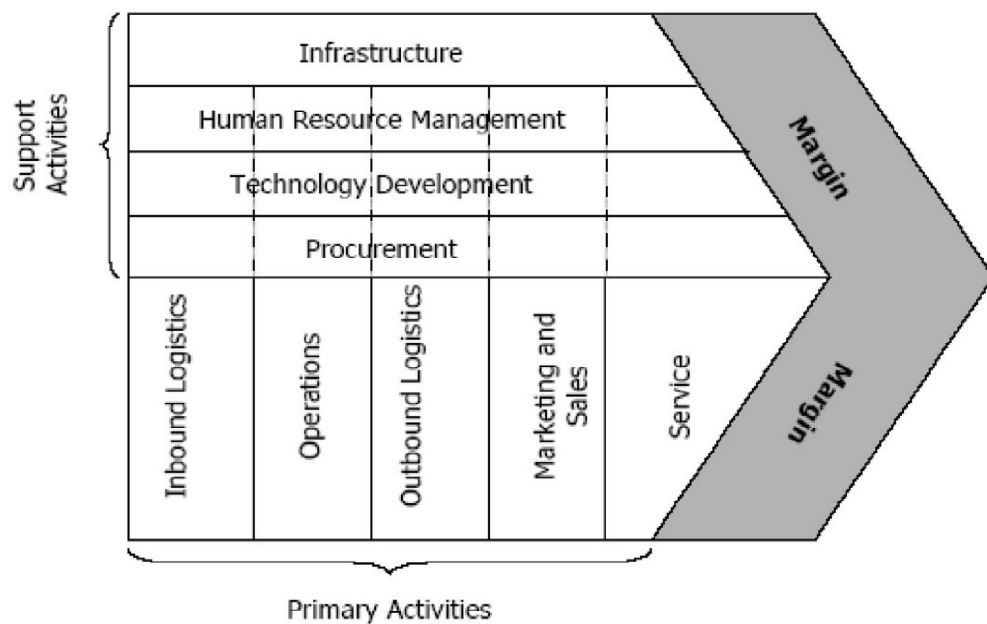 Support
Activities
Infrastructure
Human Resource Management
Technology Development
Procurement
Inbound Logistics
Operations
Outbound Logistics
Marketing and
Sales
Service
Margin
Margin
Primary Activities